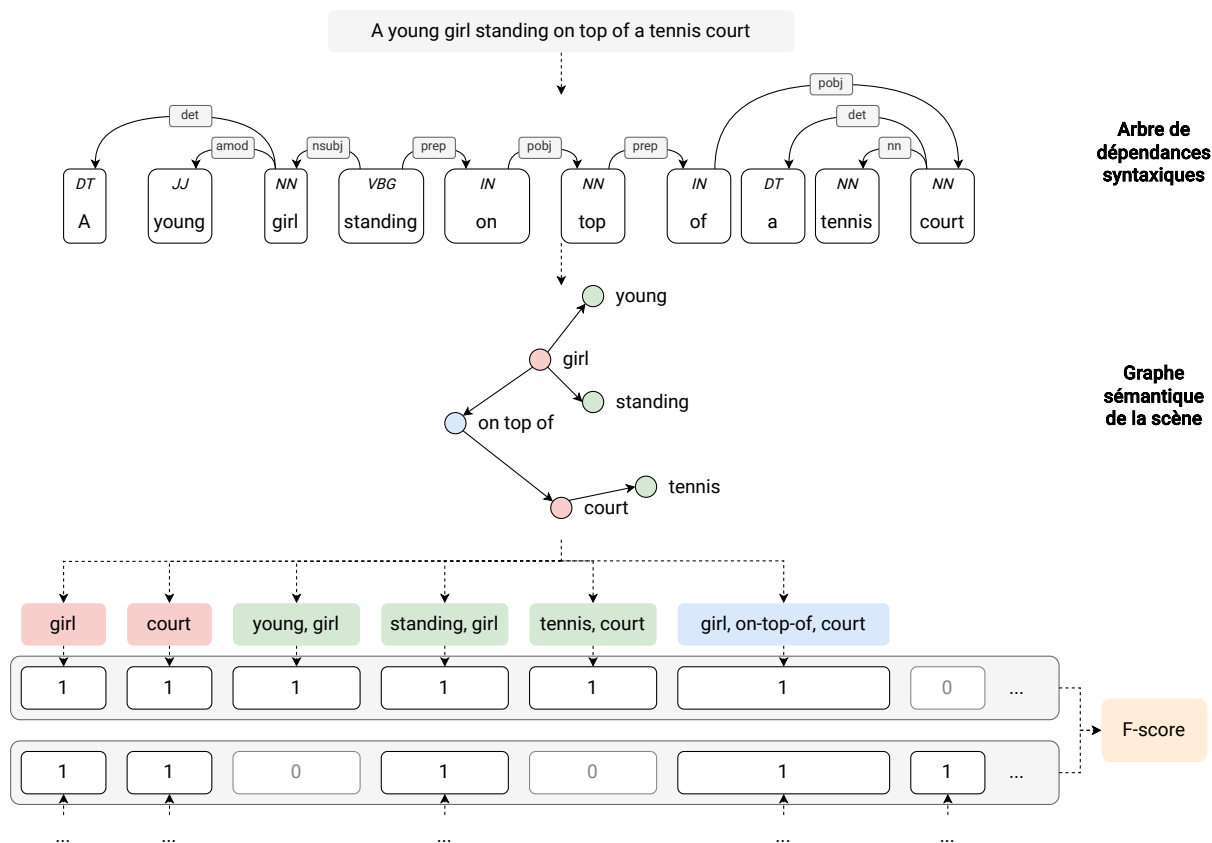 A young girl standing on top of a tennis court
pobj
det det
amod nsubj prep pobj prep nn
Arbre de
dépendances
syntaxiques
DT JJ NN VBG IN NN IN DT NN NN
A young girl standing on top of a tennis court
young
girl
standing
on top of
tennis
court
Graphe
sémantique
de la scène
girl court young, girl standing, girl tennis, court girl, on-top-of, court
1 1 1 1 1 1 0 ...
F-score
1 1 0 1 0 1 1 ...
... ... ... ... ...